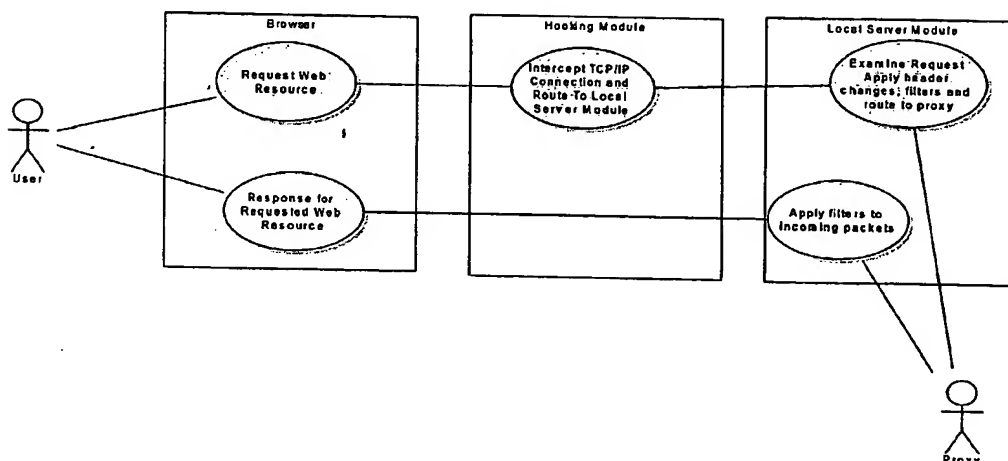 Browser
Hooking Module
Local Server Module
Request Web
Resource
Intercept TCP/IP
Connection and
Route To Local
Server Module
Examine Request
Apply header
changes, filters and
route to proxy
User
Response for
Requested Web
Resource
Apply filters to
incoming packets
Proxy